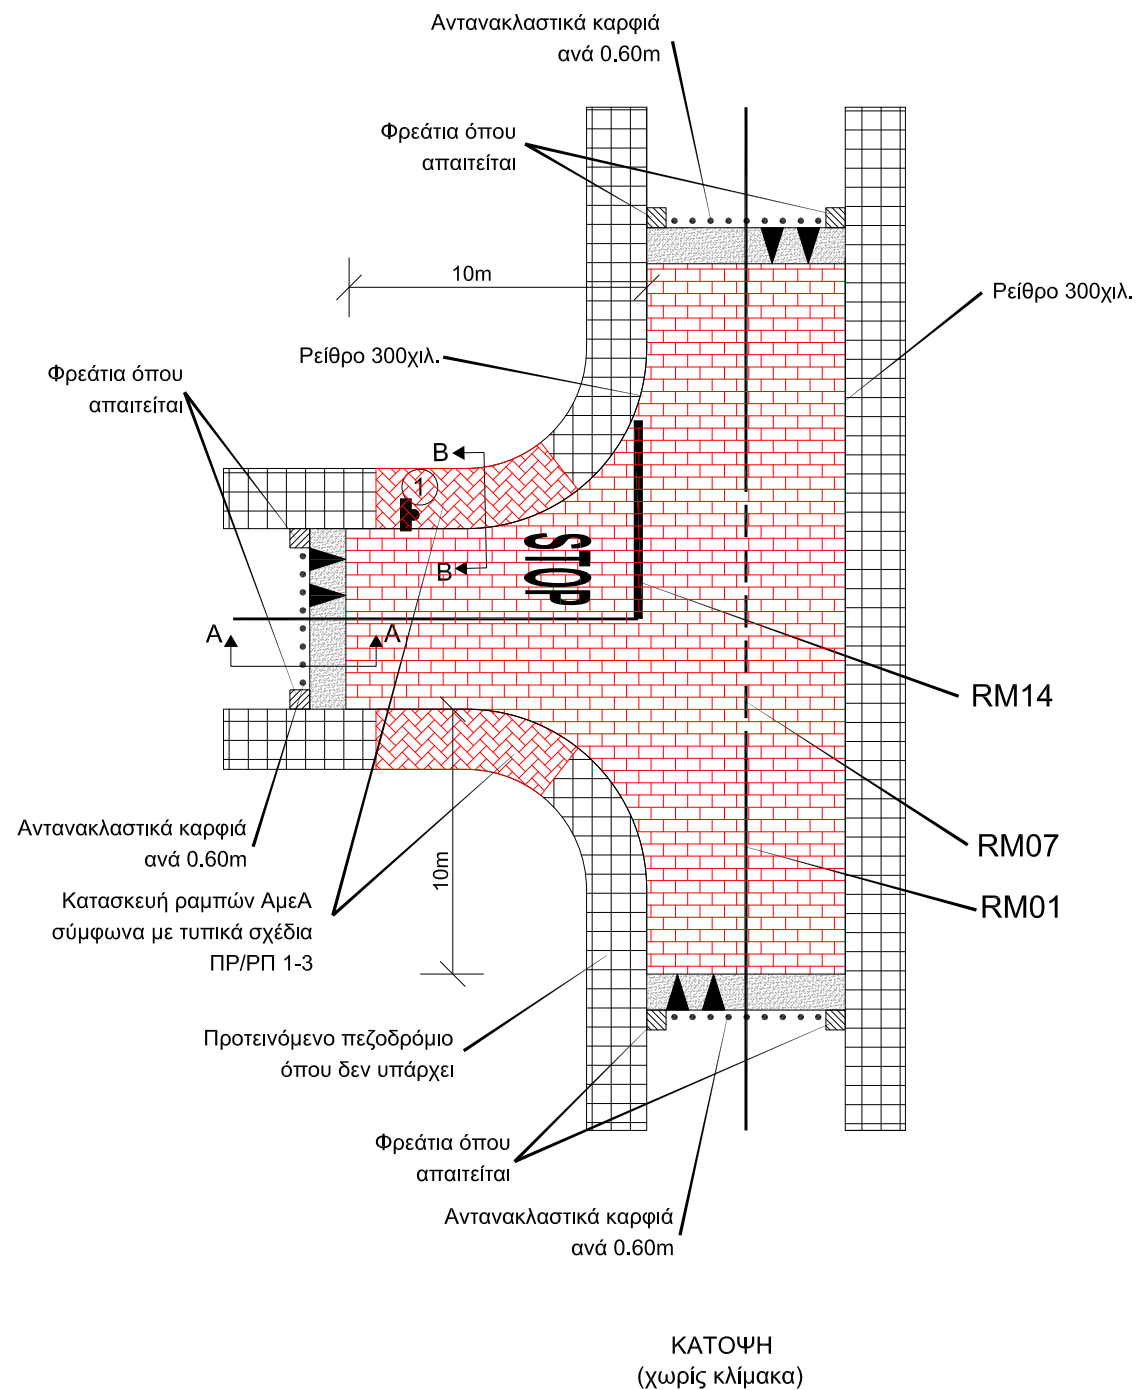 Αντανακλαστικά καρφιά
ανά 0.60m
Φρεάτια όπου
απαιτείται
10m
Ρείθρο 300χιλ.
Ρείθρο 300χιλ.
Φρεάτια όπου
απαιτείται
B
1
STOP
B
A
A
RM14
Αντανακλαστικά καρφιά
ανά 0.60m
RM07
10m
Κατασκευή ραμπών ΑμεΑ
σύμφωνα με τυπικά σχέδια
ΠΡ/ΡΠ 1-3
RM01
Προτεινόμενο πεζοδρόμιο
όπου δεν υπάρχει
Φρεάτια όπου
απαιτείται
Αντανακλαστικά καρφιά
ανά 0.60m
ΚΑΤΟΨΗ
(χωρίς κλίμακα)